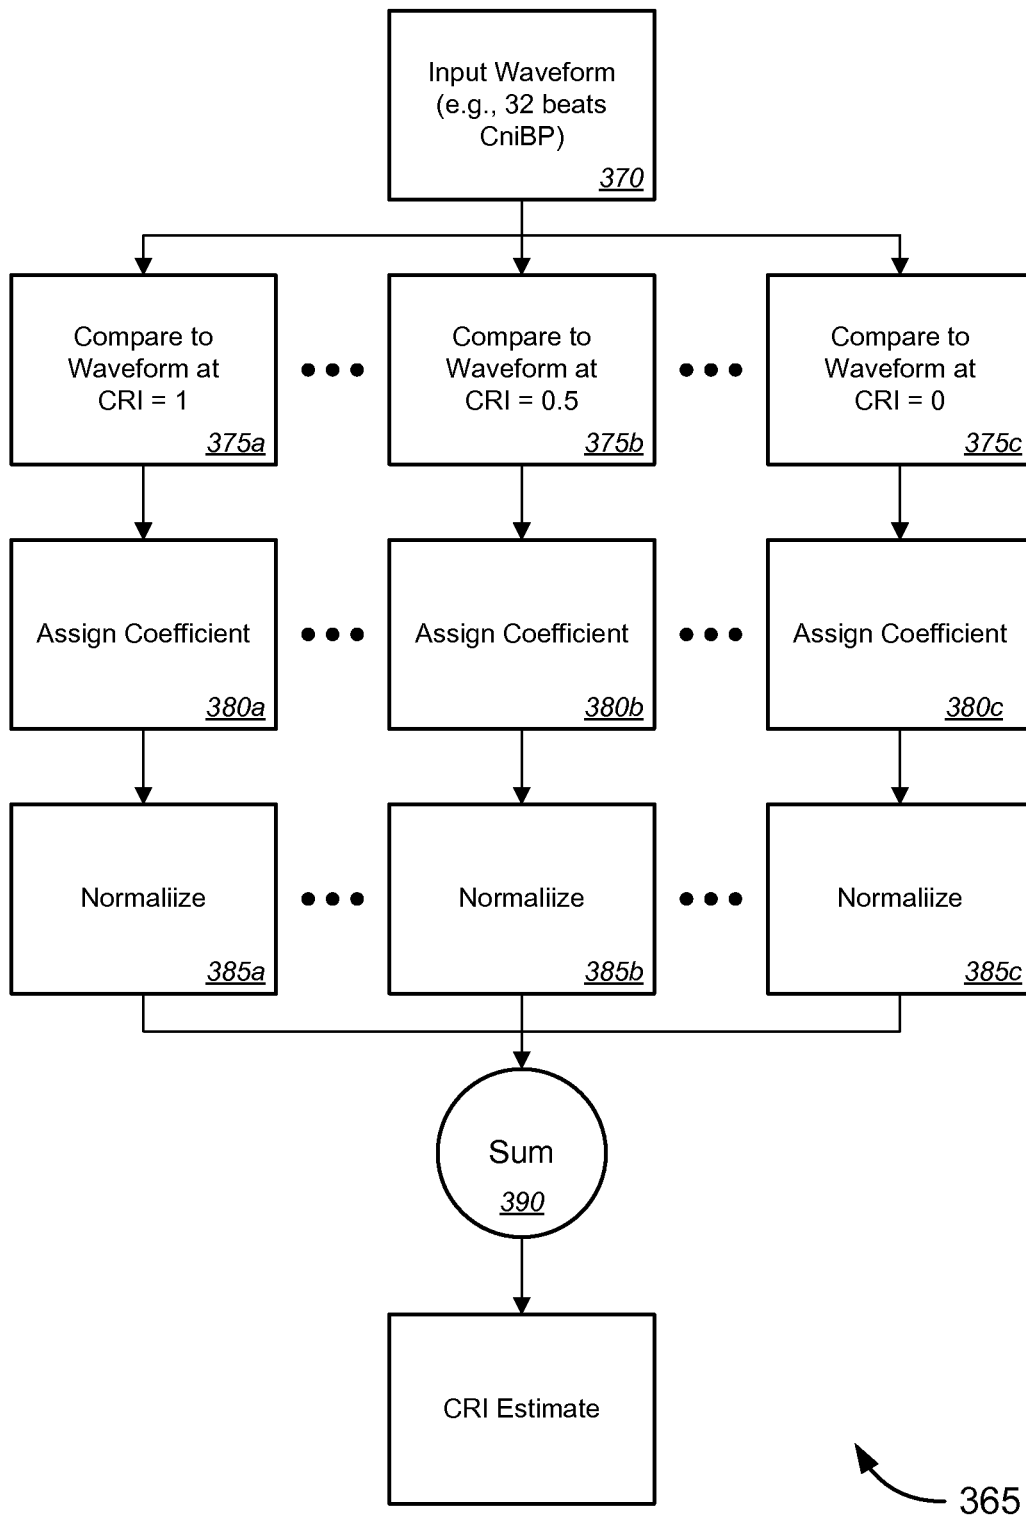 Input Waveform
(e.g., 32 beats
CniBP)
370
Compare to
Waveform at
CRI = 1
375a
Compare to
Waveform at
CRI = 0.5
375b
Compare to
Waveform at
CRI = 0
375c
Assign Coefficient
380a
Assign Coefficient
380b
Assign Coefficient
380c
Normaliize
385a
Normaliize
385b
Normaliize
385c
Sum
390
CRI Estimate
365